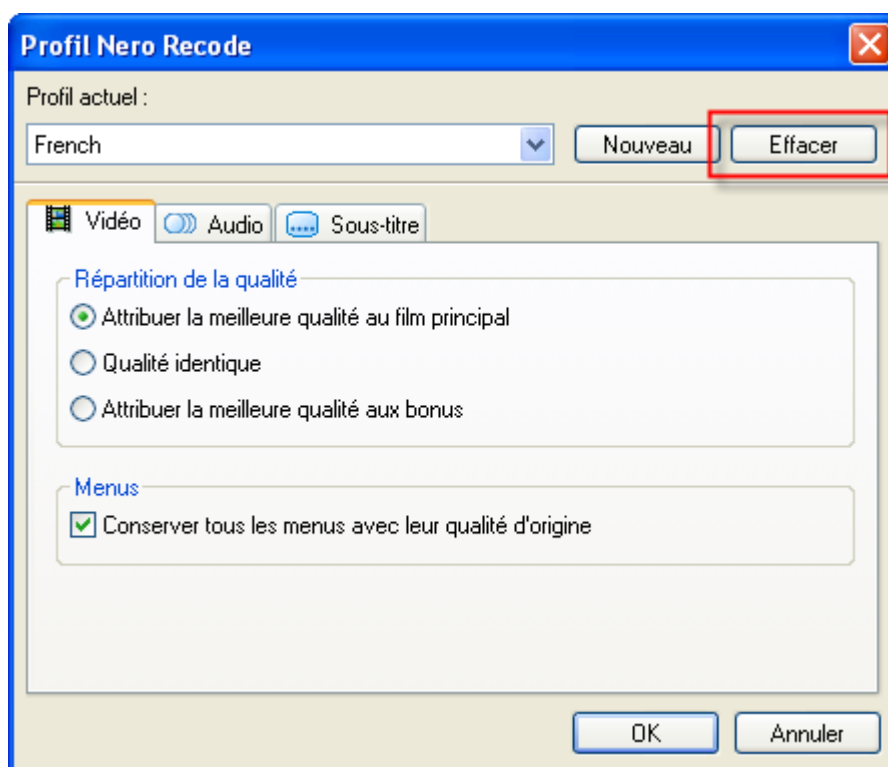 Profil Nero Recode
Profil actuel :
French
Nouveau
Effacer
Vidéo
Audio
Sous-titre
Répartition de la qualité
Attribuer la meilleure qualité au film principal
Qualité identique
Attribuer la meilleure qualité aux bonus
Menus
Conserver tous les menus avec leur qualité d'origine
OK
Annuler